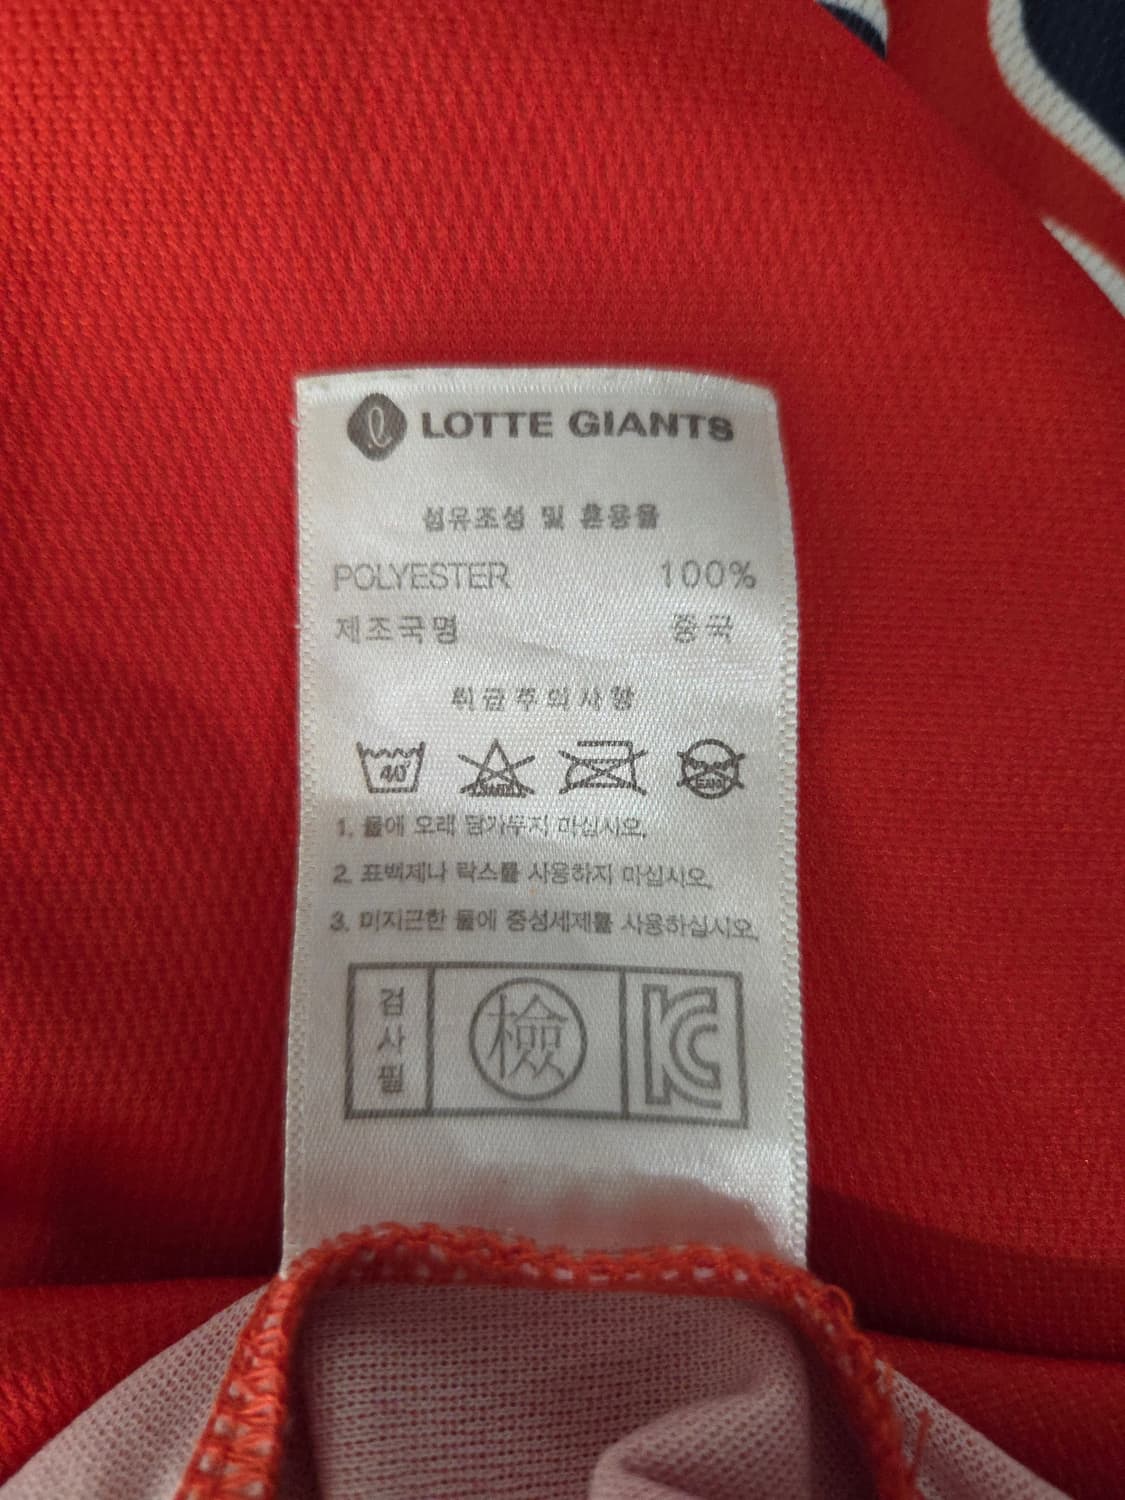 LOTTE GIANTS
섬유조성 및 혼용율
POLYESTER 100%
제조국명 중국
취급주의사항
40
1. 물에 오래 담가두지 마십시오.
2. 표백제나 락스를 사용하지 마십시오.
3. 미지근한 물에 중성세제를 사용하십시오.
검사필
檢
KC